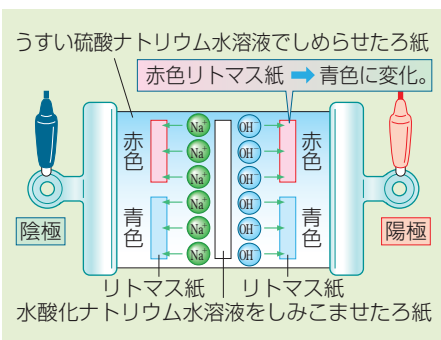 うすい硫酸ナトリウム水溶液でしめらせたろ紙
赤色リトマス紙 ➡ 青色に変化。
赤色
Na⁺
OH⁻
赤色
Na⁺
OH⁻
Na⁺
OH⁻
青色
Na⁺
OH⁻
青色
Na⁺
OH⁻
Na⁺
OH⁻
陰極
陽極
リトマス紙 リトマス紙
水酸化ナトリウム水溶液をしみこませたろ紙